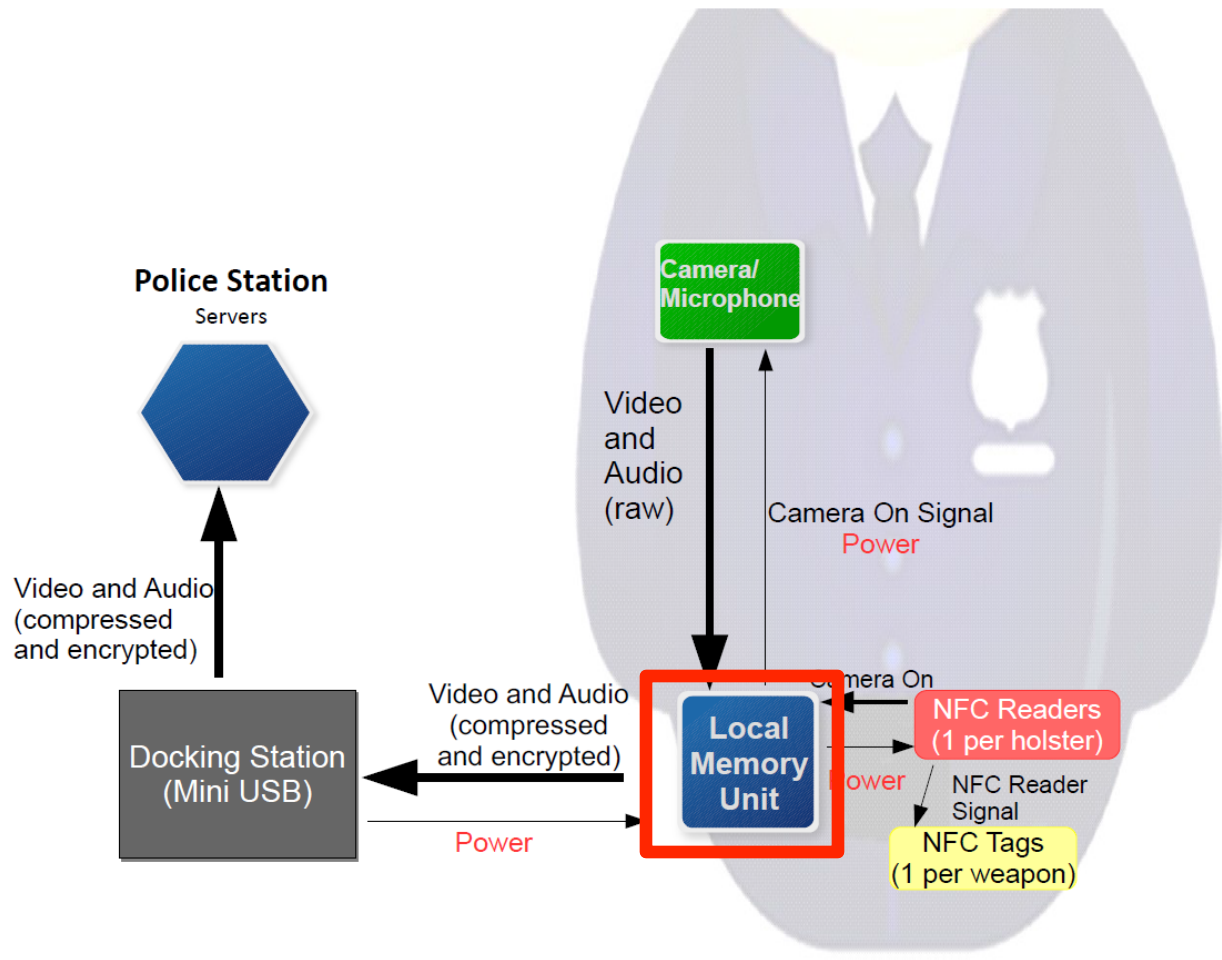 Police Station
Servers
Camera/
Microphone
Video
and
Audio
(raw)
Camera On Signal
Power
Video and Audio
(compressed
and encrypted)
Video and Audio
(compressed
and encrypted)
Docking Station
(Mini USB)
Power
Local
Memory
Unit
Camera On
Power
NFC Readers
(1 per holster)
NFC Reader
Signal
NFC Tags
(1 per weapon)